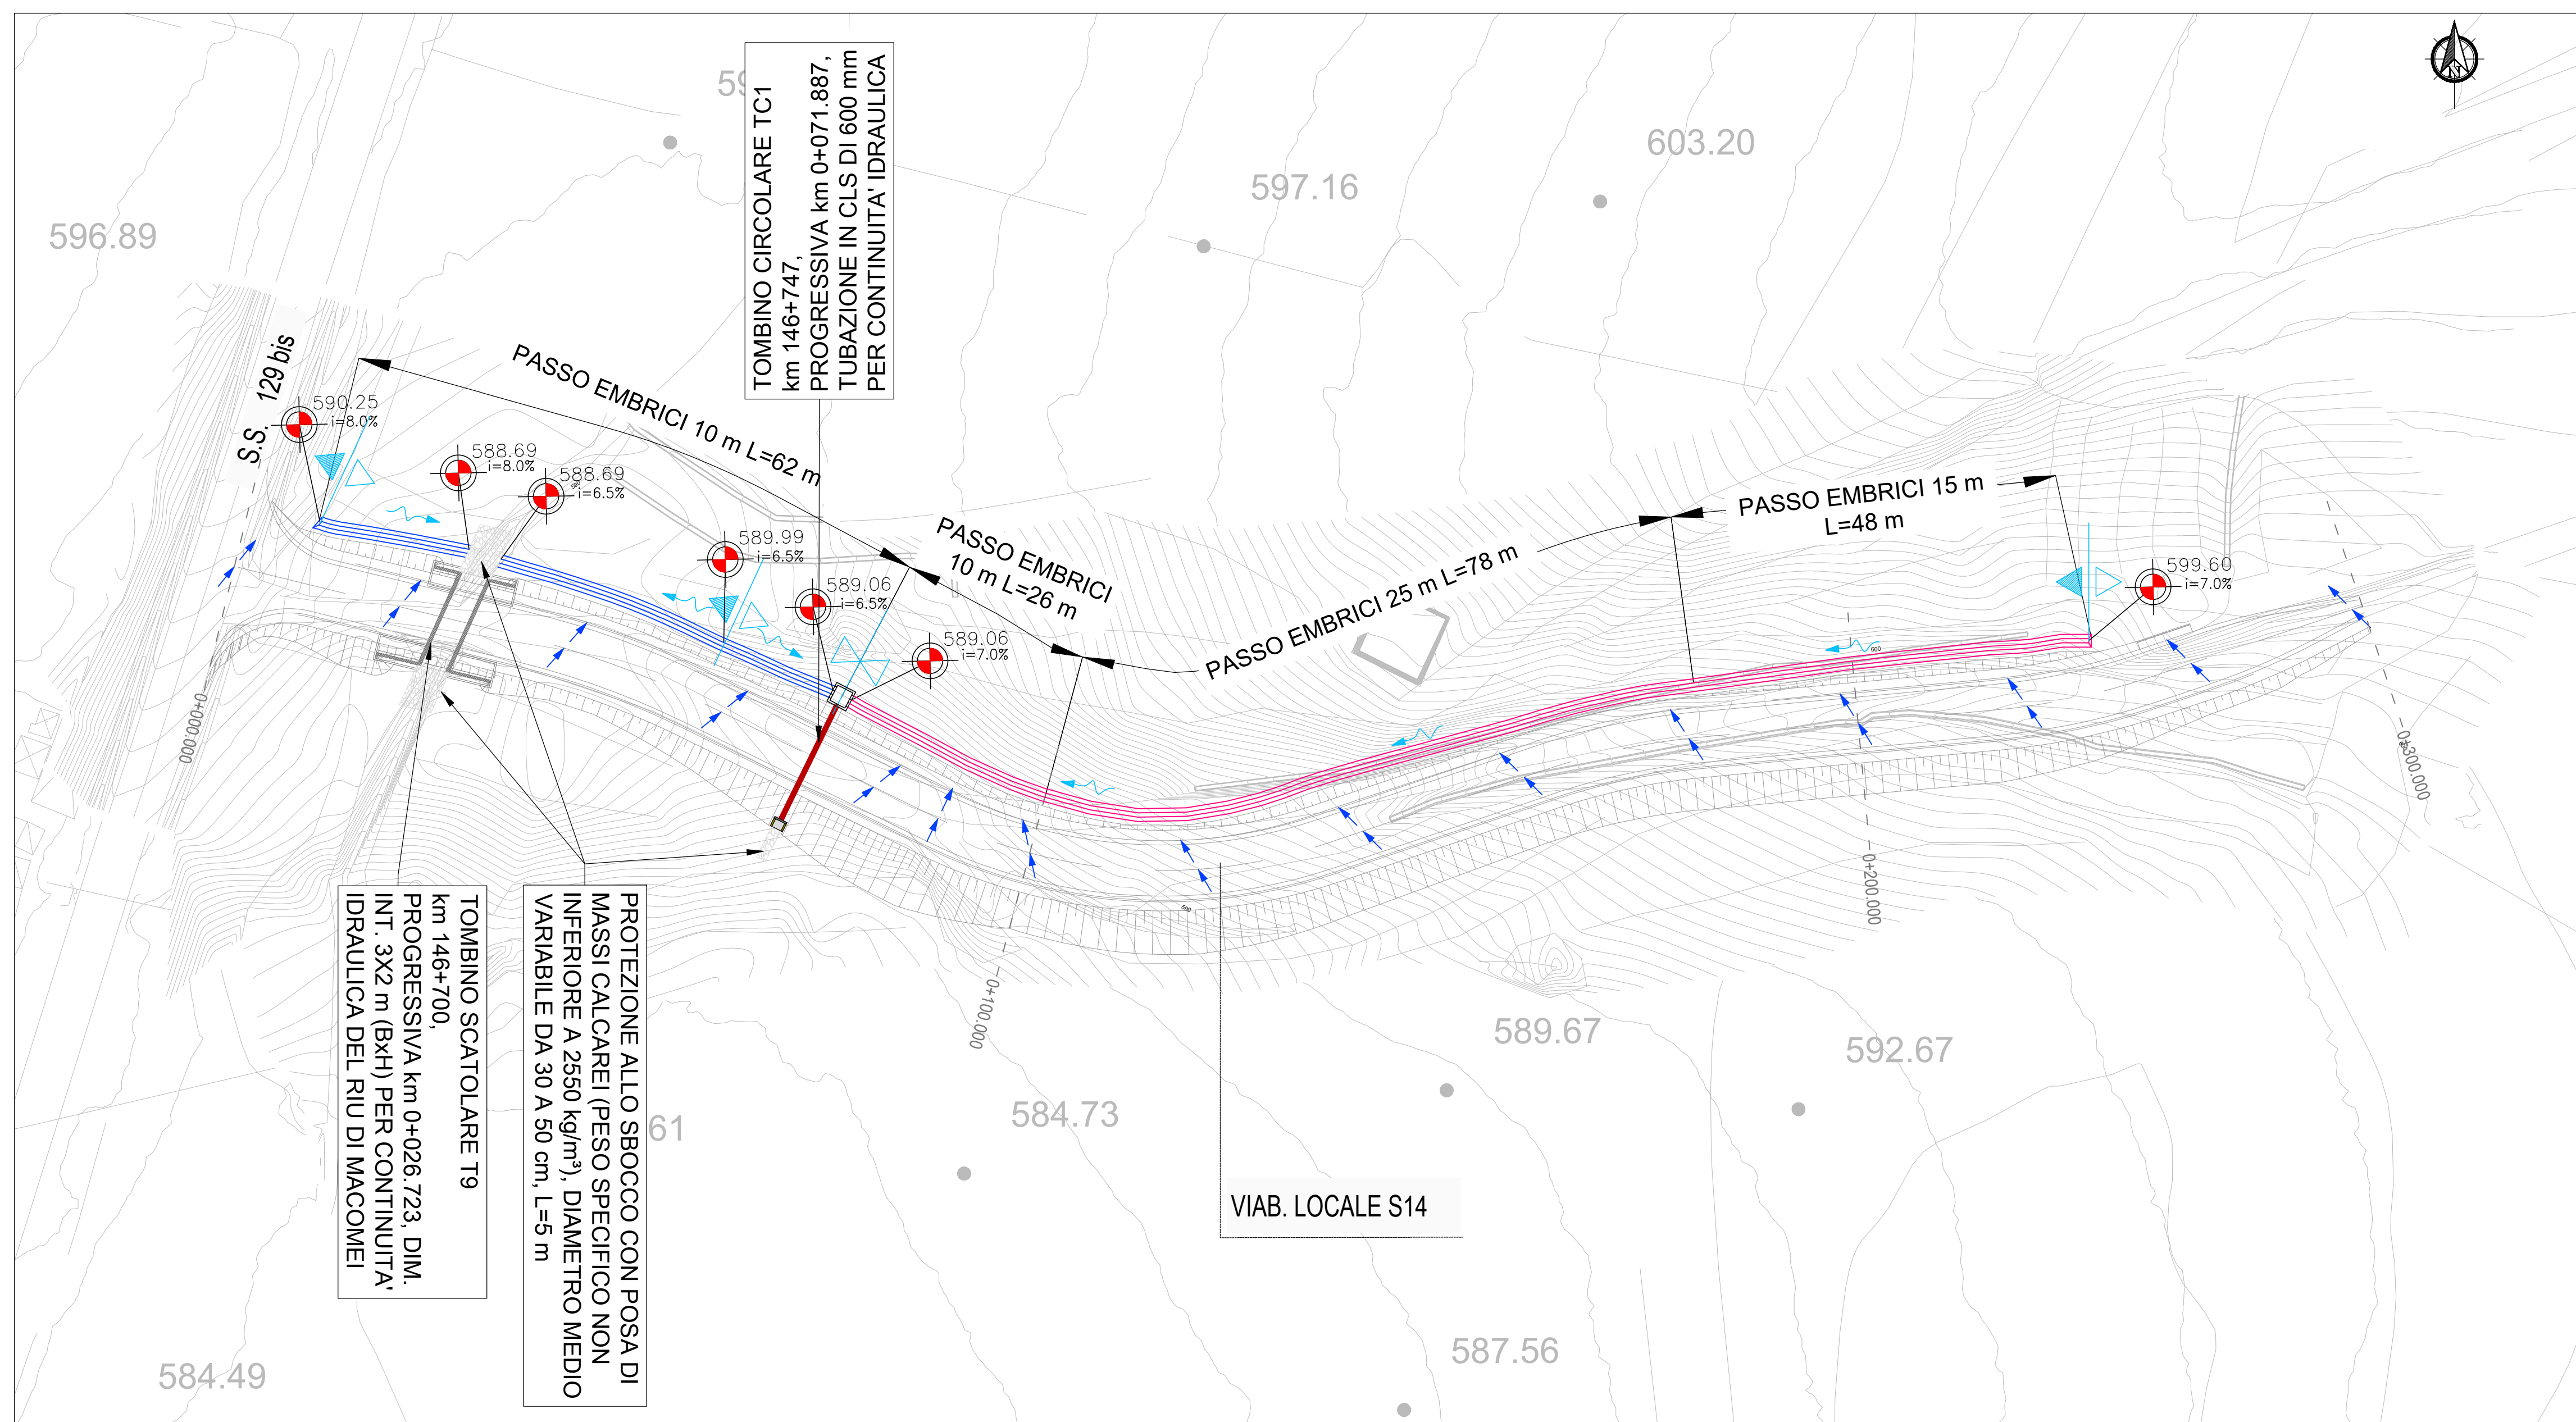 TOMBINO CIRCOLARE TC1
km 146+747,
PROGRESSIVA km 0+071.887,
TUBAZIONE IN CLS DI 600 mm
PER CONTINUITA' IDRAULICA
N
603.20
597.16
596.89
S.S. 129 bis
590.25
i=8.0%
588.69
i=8.0%
588.69
i=6.5%
589.99
i=6.5%
589.06
i=6.5%
589.06
i=7.0%
599.60
i=7.0%
PASSO EMBRICI 10 m L=62 m
PASSO EMBRICI
10 m L=26 m
PASSO EMBRICI 25 m L=78 m
PASSO EMBRICI 15 m
L=48 m
600
590
0+000.000
0+100.000
0+200.000
0+300.000
TOMBINO SCATOLARE T9
km 146+700,
PROGRESSIVA km 0+026.723, DIM.
INT. 3X2 m (BxH) PER CONTINUITA'
IDRAULICA DEL RIU DI MACOMEI
PROTEZIONE ALLO SBOCCO CON POSA DI
MASSI CALCAREI (PESO SPECIFICO NON
INFERIORE A 2550 kg/m³), DIAMETRO MEDIO
VARIABILE DA 30 A 50 cm, L=5 m
61
584.73
589.67
592.67
VIAB. LOCALE S14
587.56
584.49